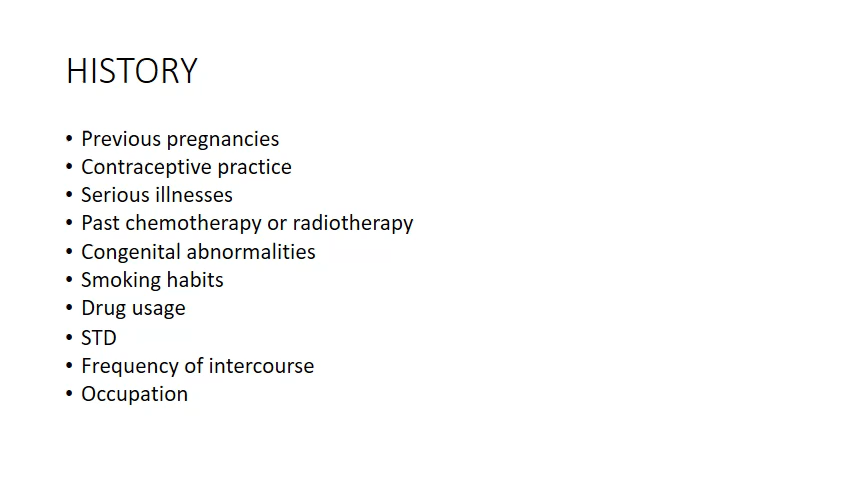 HISTORY
• Previous pregnancies
• Contraceptive practice
• Serious illnesses
• Past chemotherapy or radiotherapy
• Congenital abnormalities
• Smoking habits
• Drug usage
• STD
• Frequency of intercourse
• Occupation